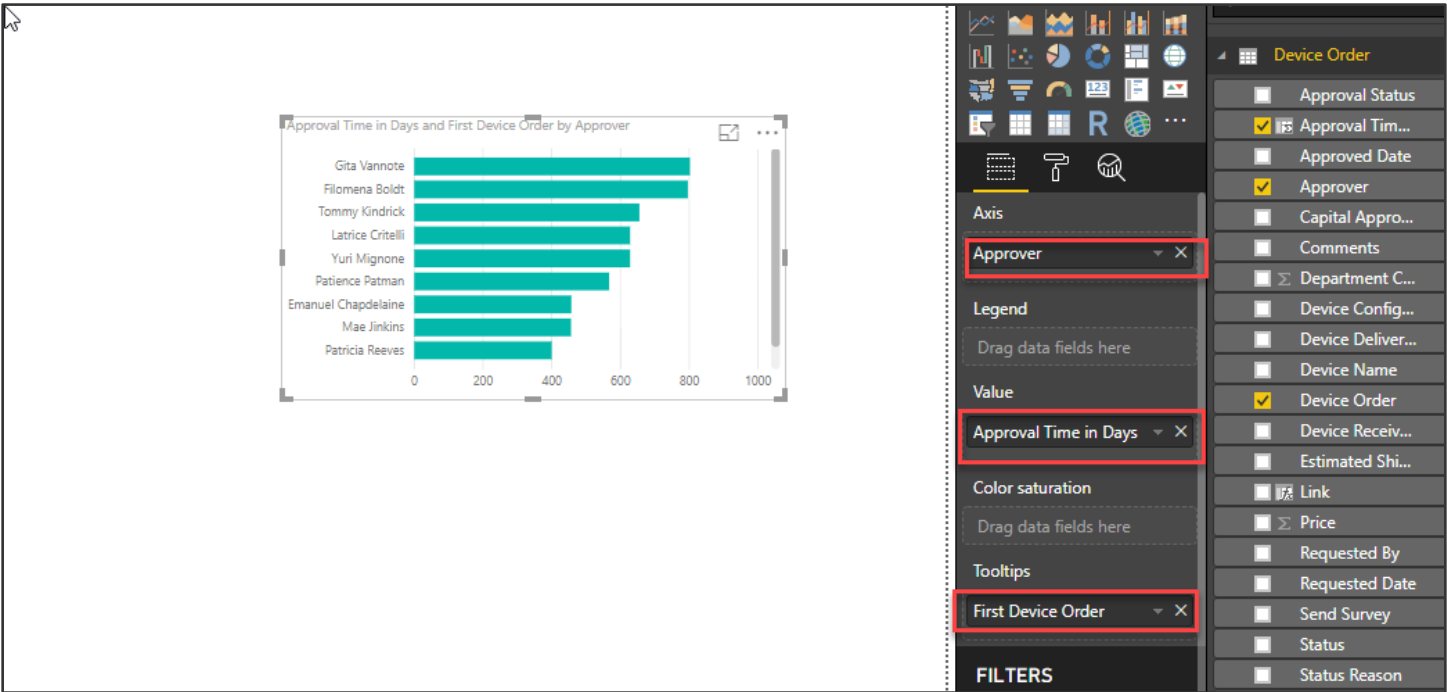 Approval Time in Days and First Device Order by Approver
Gita Vannote
Filomena Boldt
Tommy Kindrick
Latrice Critelli
Yuri Mignone
Patience Patman
Emanuel Chapdelaine
Mae Jinkins
Patricia Reeves
0 200 400 600 800 1000
123
R
Axis
Approver
Legend
Drag data fields here
Value
Approval Time in Days
Color saturation
Drag data fields here
Tooltips
First Device Order
FILTERS
Device Order
Approval Status
Approval Tim...
Approved Date
Approver
Capital Appro...
Comments
Σ Department C...
Device Config...
Device Deliver...
Device Name
Device Order
Device Receiv...
Estimated Shi...
Link
Σ Price
Requested By
Requested Date
Send Survey
Status
Status Reason